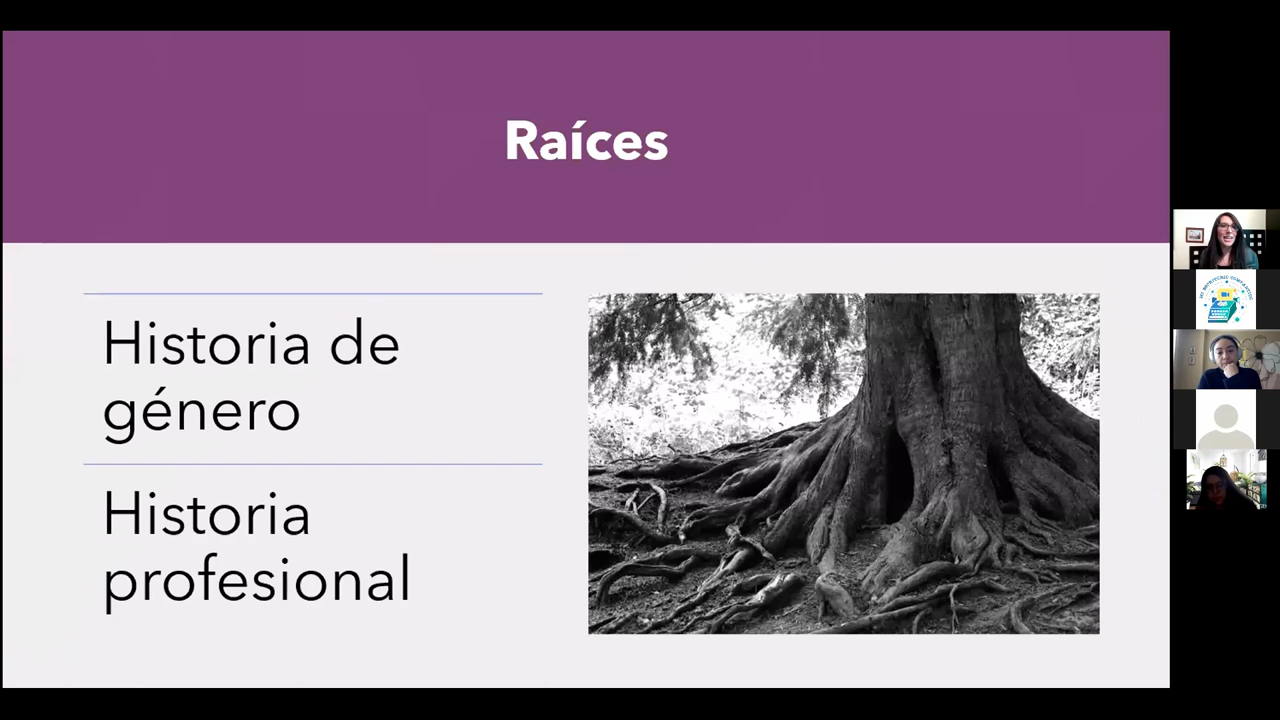 Raíces
Historia de
género
Historia
profesional